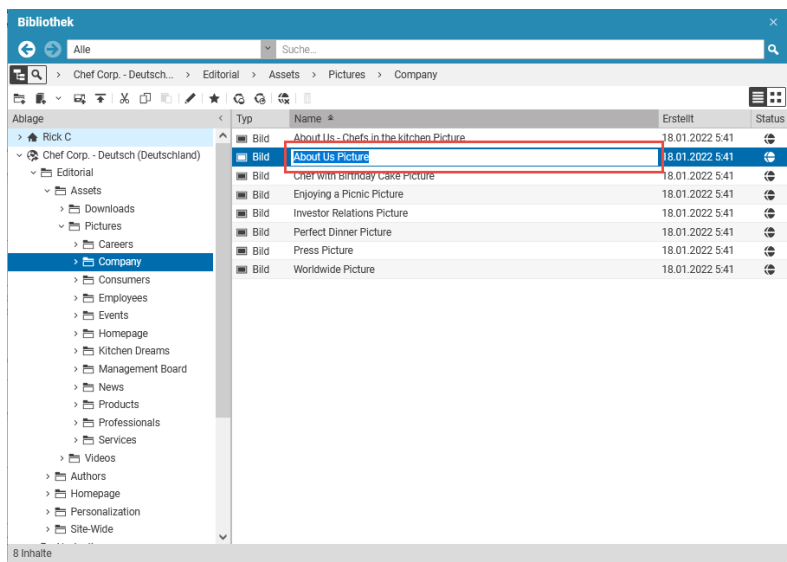 Bibliothek
Alle
Suche...
Chef Corp. - Deutsch... > Editorial > Assets > Pictures > Company
Ablage
Typ Name Erstellt Status
Rick C
Chef Corp. - Deutsch (Deutschland)
Editorial
Assets
Downloads
Pictures
Careers
Company
Consumers
Employees
Events
Homepage
Kitchen Dreams
Management Board
News
Products
Professionals
Services
Videos
Authors
Homepage
Personalization
Site-Wide
Bild About Us - Chefs in the kitchen Picture 18.01.2022 5:41
Bild About Us Picture 18.01.2022 5:41
Bild Chef with Birthday Cake Picture 18.01.2022 5:41
Bild Enjoying a Picnic Picture 18.01.2022 5:41
Bild Investor Relations Picture 18.01.2022 5:41
Bild Perfect Dinner Picture 18.01.2022 5:41
Bild Press Picture 18.01.2022 5:41
Bild Worldwide Picture 18.01.2022 5:41
8 Inhalte